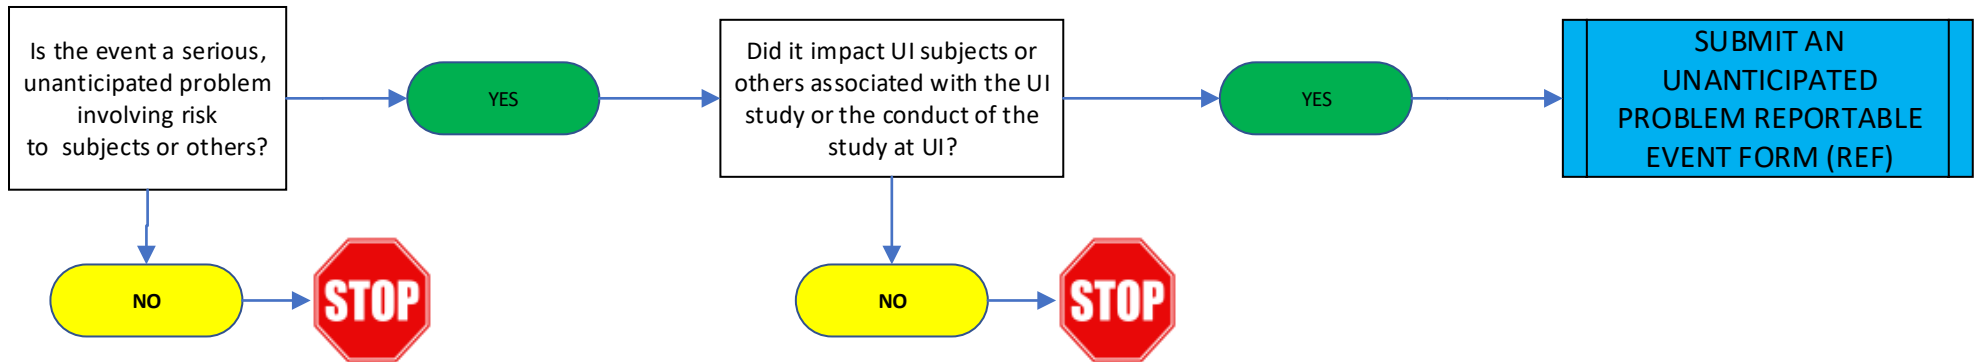 Is the event a serious,
unanticipated problem
involving risk
to subjects or others?
YES
Did it impact UI subjects or
others associated with the UI
study or the conduct of the
study at UI?
YES
SUBMIT AN
UNANTICIPATED
PROBLEM REPORTABLE
EVENT FORM (REF)
NO
STOP
NO
STOP